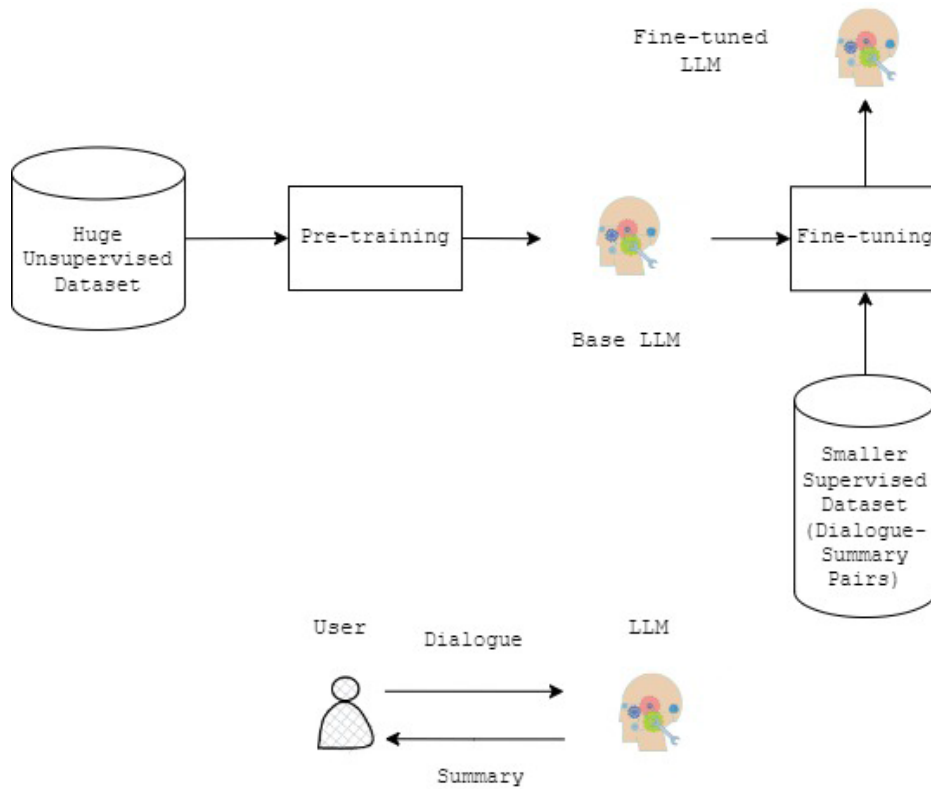 Fine-tuned
LLM
Huge
Unsupervised
Dataset
Pre-training
Base LLM
Fine-tuning
Smaller
Supervised
Dataset
(Dialogue-
Summary
Pairs)
User
Dialogue
LLM
Summary